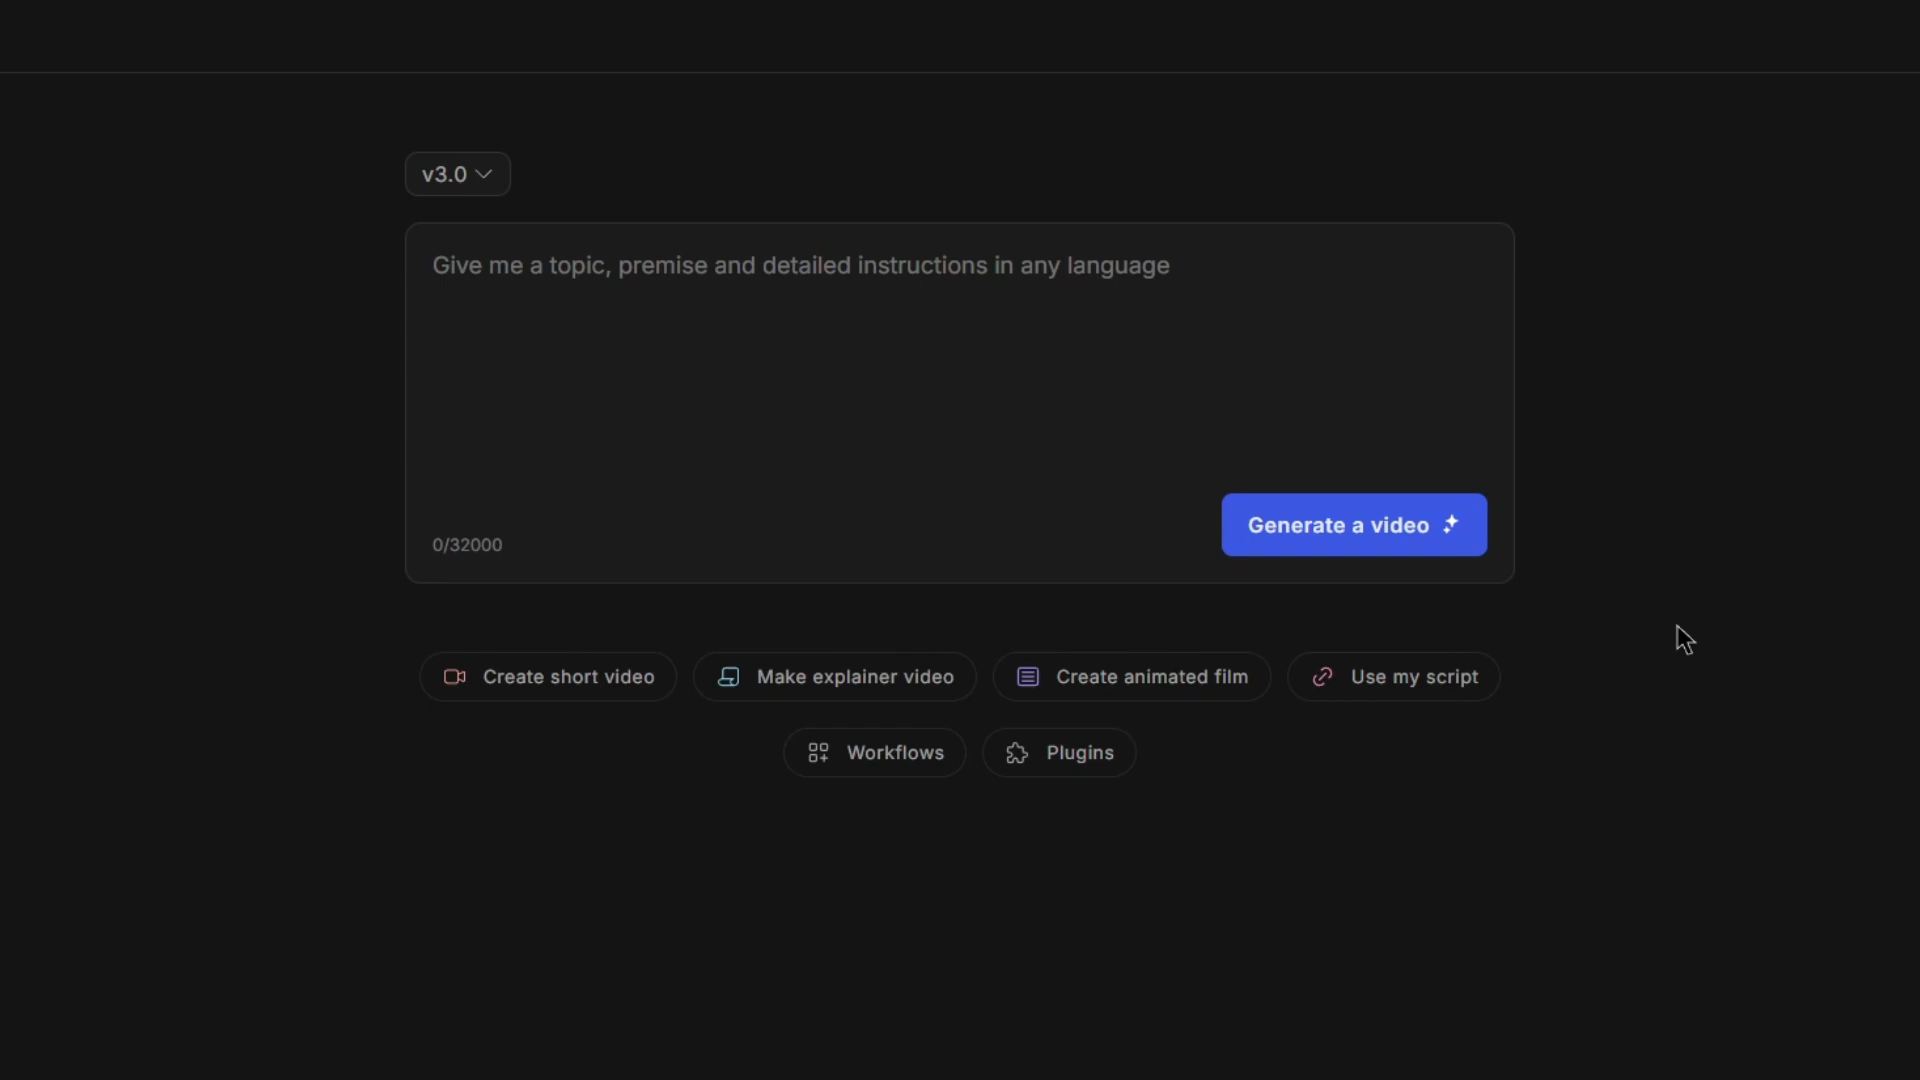 v3.0
Give me a topic, premise and detailed instructions in any language
0/32000
Generate a video
Create short video
Make explainer video
Create animated film
Use my script
Workflows
Plugins